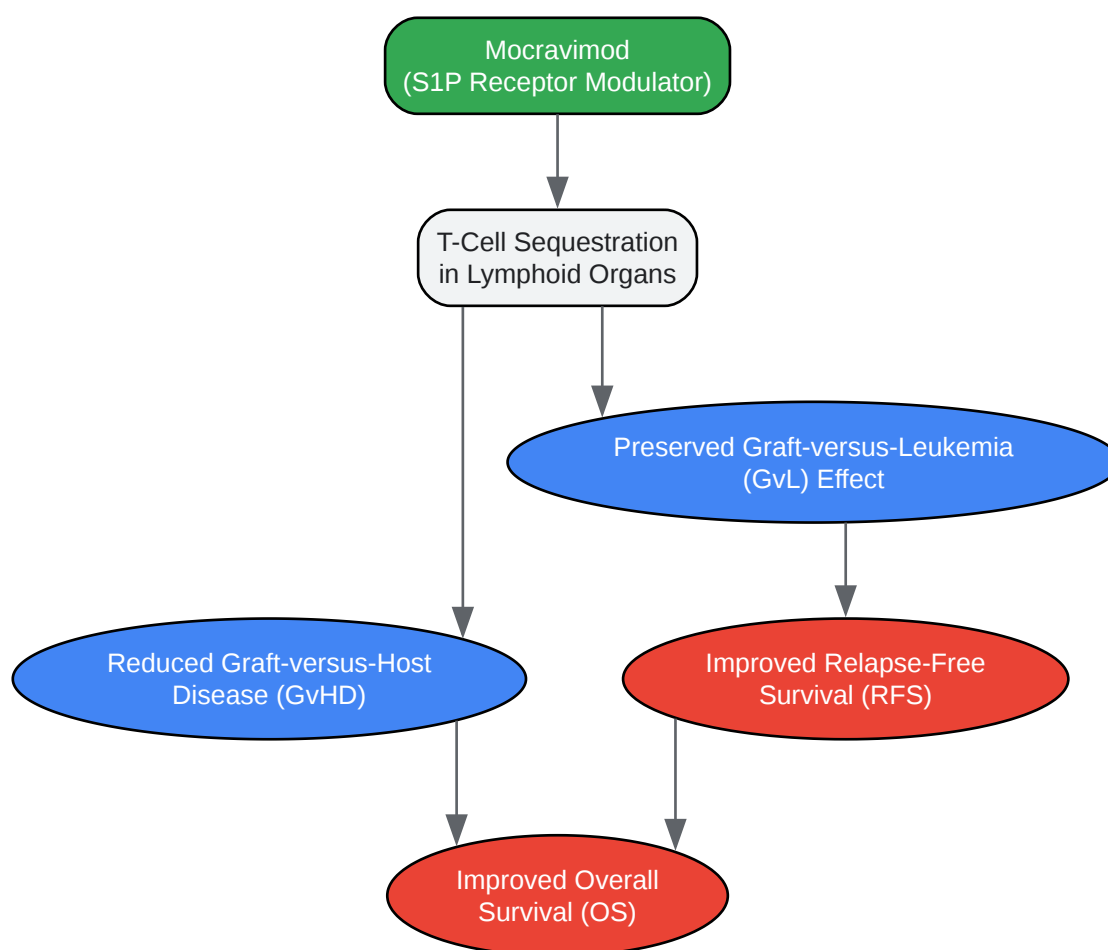 Mocravimod
(S1P Receptor Modulator)
T-Cell Sequestration
in Lymphoid Organs
Preserved Graft-versus-Leukemia
(GvL) Effect
Reduced Graft-versus-Host
Disease (GvHD)
Improved Relapse-Free
Survival (RFS)
Improved Overall
Survival (OS)